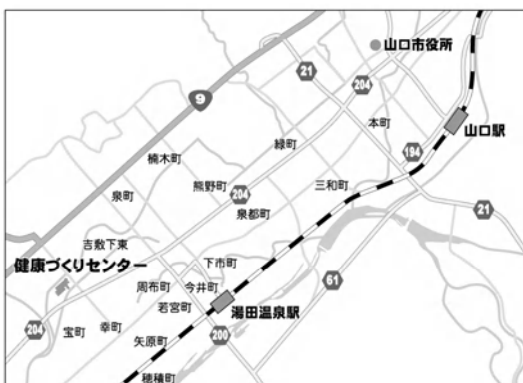 山口市役所
21
204
9
本町
山口駅
緑町
194
楠木町
熊野町
204
三和町
泉町
泉都町
21
吉敷下東
健康づくりセンター
下市町
61
周布町
今井町
若宮町
湯田温泉駅
204
宝町
幸町
200
矢原町
穂積町